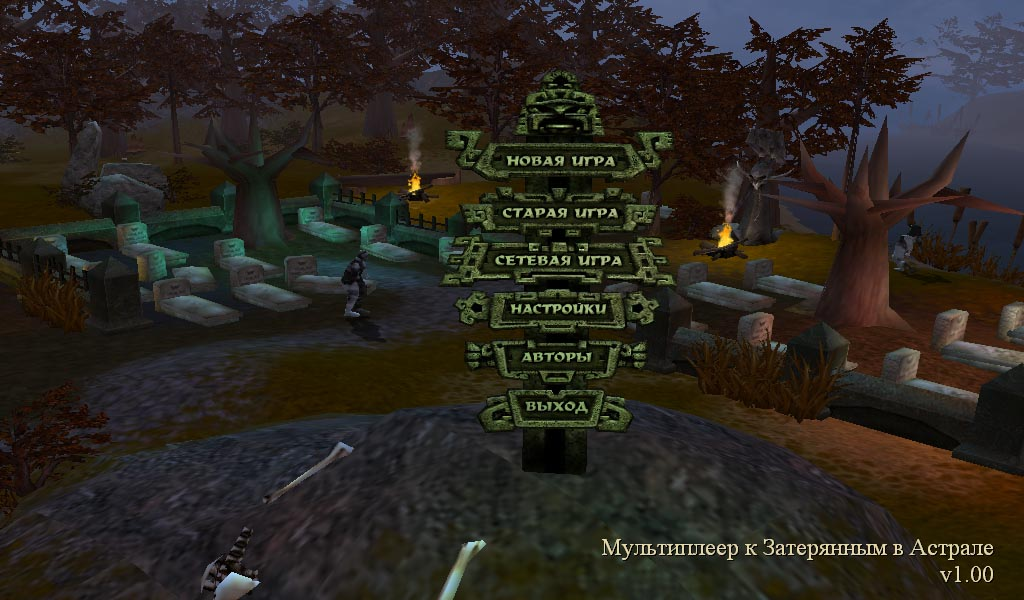 НОВАЯ ИГРА
СТАРАЯ ИГРА
СЕТЕВАЯ ИГРА
НАСТРОЙКИ
АВТОРЫ
ВЫХОД
Мультиплеер к Затерянным в Астрале
v1.00